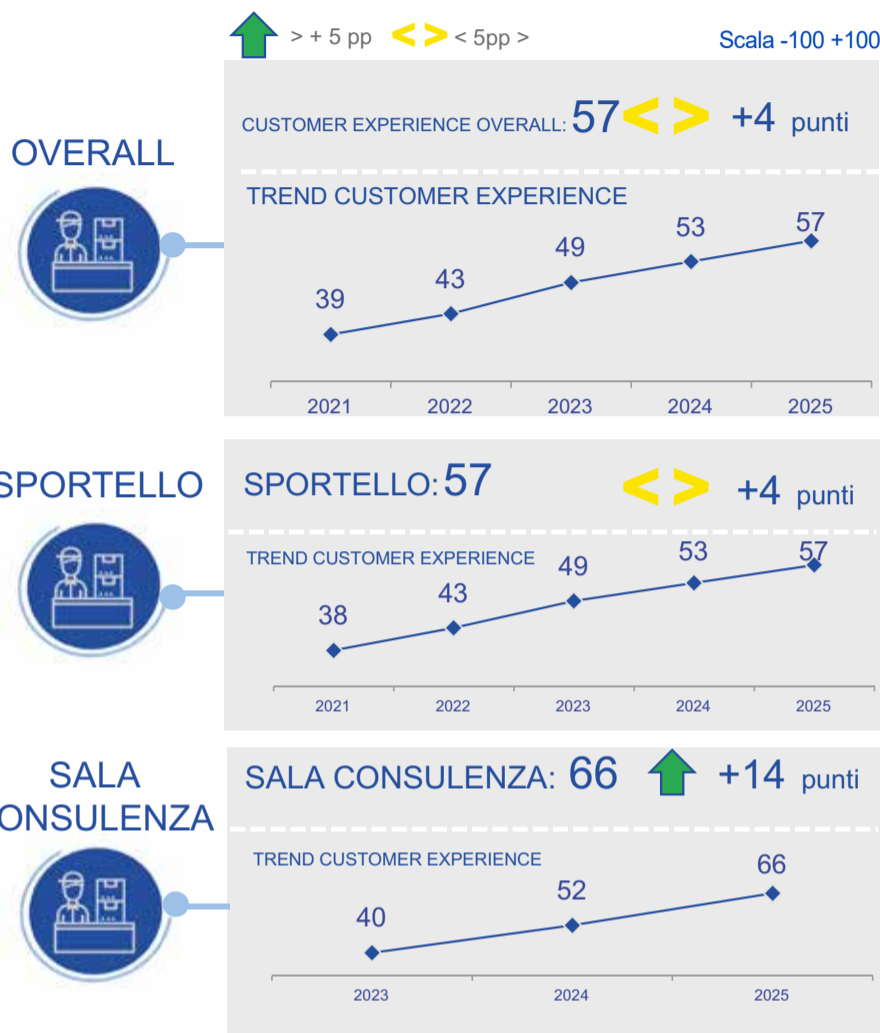 > + 5 pp < > < 5pp >
Scala -100 +100
OVERALL
CUSTOMER EXPERIENCE OVERALL: 57 < > +4 punti
TREND CUSTOMER EXPERIENCE
39 43 49 53 57
2021 2022 2023 2024 2025
SPORTELLO
SPORTELLO: 57 < > +4 punti
TREND CUSTOMER EXPERIENCE
38 43 49 53 57
2021 2022 2023 2024 2025
SALA
ONSULENZA
SALA CONSULENZA: 66 +14 punti
TREND CUSTOMER EXPERIENCE
40 52 66
2023 2024 2025